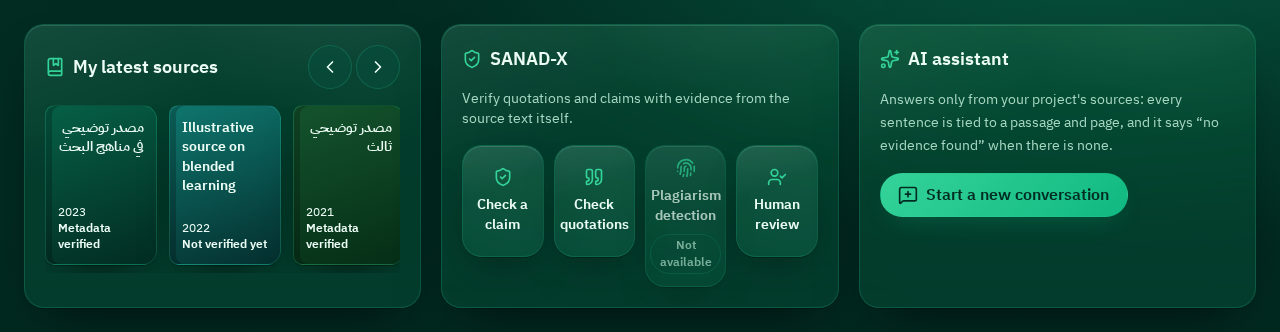 My latest sources
مصدر توضيحي
في مناهج البحث
2023
Metadata
verified
Illustrative
source on
blended
learning
2022
Not verified yet
مصدر توضيحي
ثالث
2021
Metadata
verified
SANAD-X
Verify quotations and claims with evidence from the
source text itself.
Check a
claim
Check
quotations
Plagiarism
detection
Not
available
Human
review
AI assistant
Answers only from your project's sources: every
sentence is tied to a passage and page, and it says “no
evidence found” when there is none.
Start a new conversation